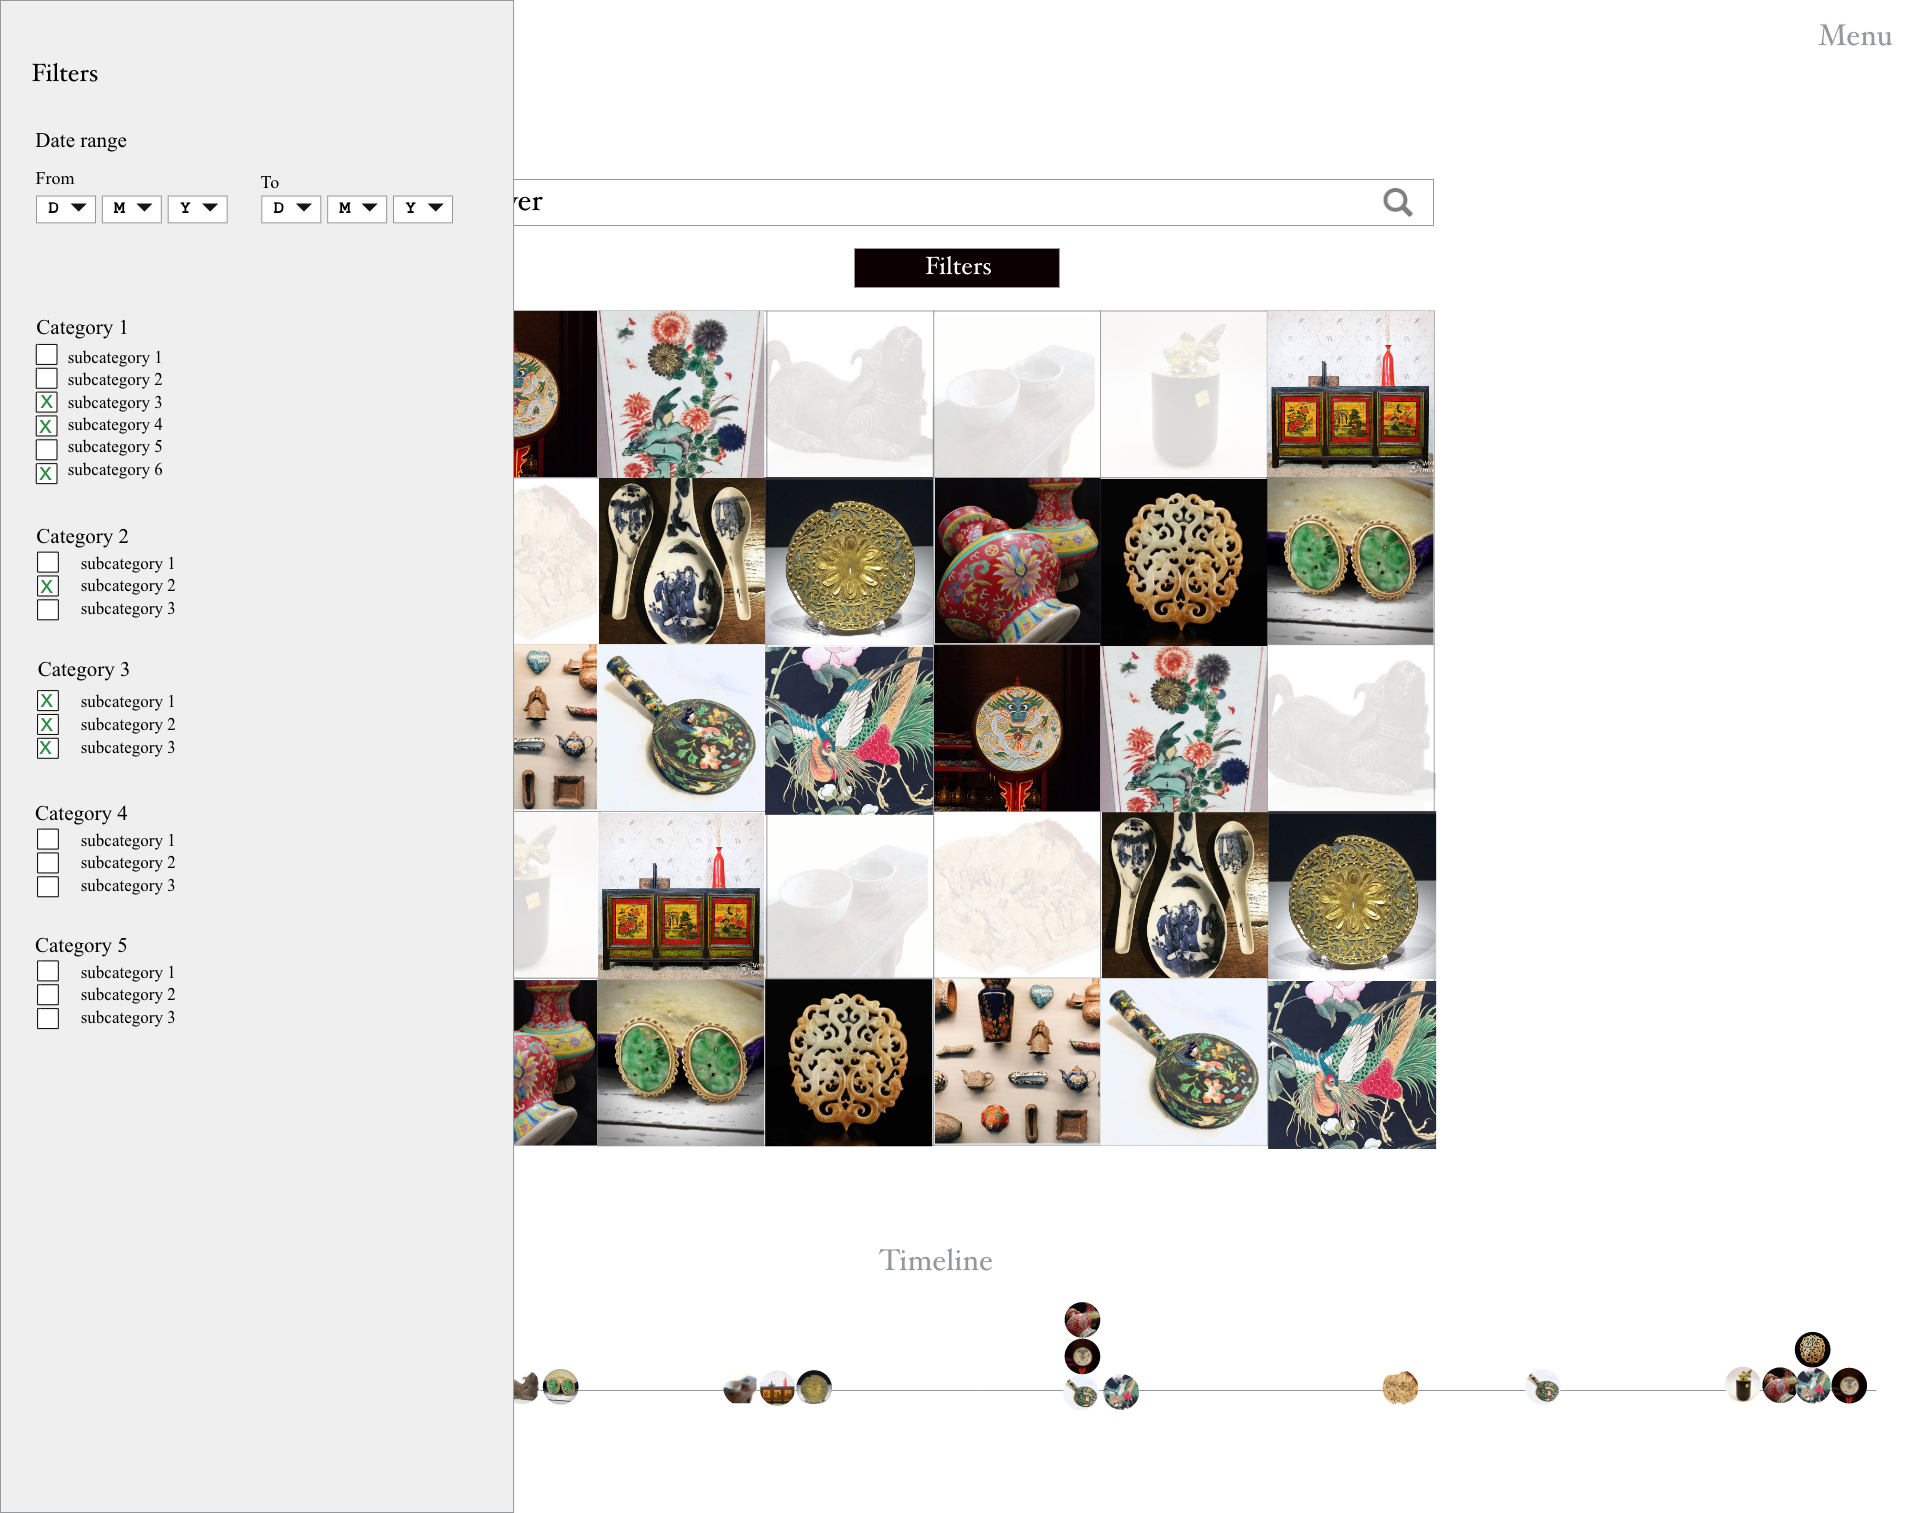 Menu
Filters
Date range
From
To
D M Y D M Y
Filters
Category 1
subcategory 1
subcategory 2
X subcategory 3
X subcategory 4
subcategory 5
X subcategory 6
Category 2
subcategory 1
X subcategory 2
subcategory 3
Category 3
X subcategory 1
X subcategory 2
X subcategory 3
Category 4
subcategory 1
subcategory 2
subcategory 3
Category 5
subcategory 1
subcategory 2
subcategory 3
Timeline